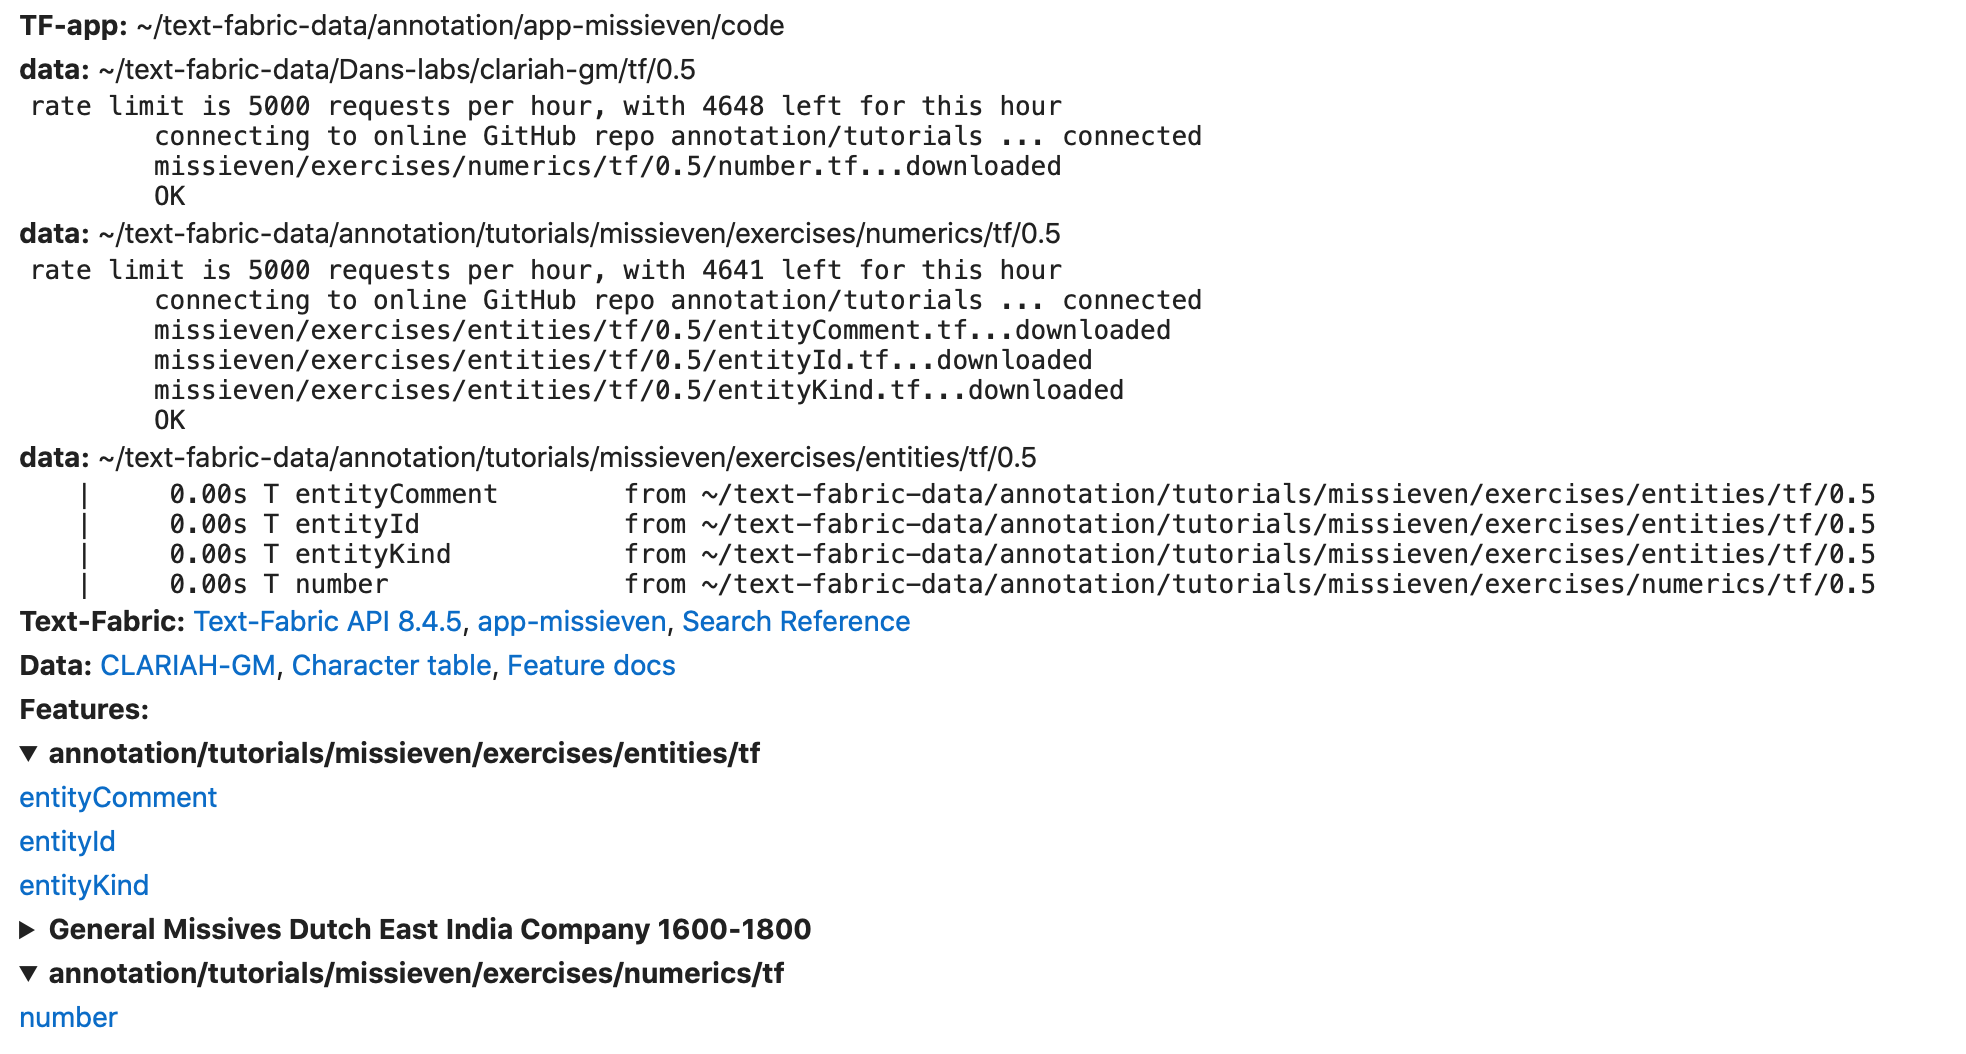 TF-app: ~/text-fabric-data/annotation/app-missieven/code
data: ~/text-fabric-data/Dans-labs/clariah-gm/tf/0.5
rate limit is 5000 requests per hour, with 4648 left for this hour
connecting to online GitHub repo annotation/tutorials ... connected
missieven/exercises/numerics/tf/0.5/number.tf...downloaded
OK
data: ~/text-fabric-data/annotation/tutorials/missieven/exercises/numerics/tf/0.5
rate limit is 5000 requests per hour, with 4641 left for this hour
connecting to online GitHub repo annotation/tutorials ... connected
missieven/exercises/entities/tf/0.5/entityComment.tf...downloaded
missieven/exercises/entities/tf/0.5/entityId.tf...downloaded
missieven/exercises/entities/tf/0.5/entityKind.tf...downloaded
OK
data: ~/text-fabric-data/annotation/tutorials/missieven/exercises/entities/tf/0.5
| 0.00s T entityComment from ~/text-fabric-data/annotation/tutorials/missieven/exercises/entities/tf/0.5
| 0.00s T entityId from ~/text-fabric-data/annotation/tutorials/missieven/exercises/entities/tf/0.5
| 0.00s T entityKind from ~/text-fabric-data/annotation/tutorials/missieven/exercises/entities/tf/0.5
| 0.00s T number from ~/text-fabric-data/annotation/tutorials/missieven/exercises/numerics/tf/0.5
Text-Fabric: Text-Fabric API 8.4.5, app-missieven, Search Reference
Data: CLARIAH-GM, Character table, Feature docs
Features:
▼ annotation/tutorials/missieven/exercises/entities/tf
entityComment
entityId
entityKind
▶ General Missives Dutch East India Company 1600-1800
▼ annotation/tutorials/missieven/exercises/numerics/tf
number